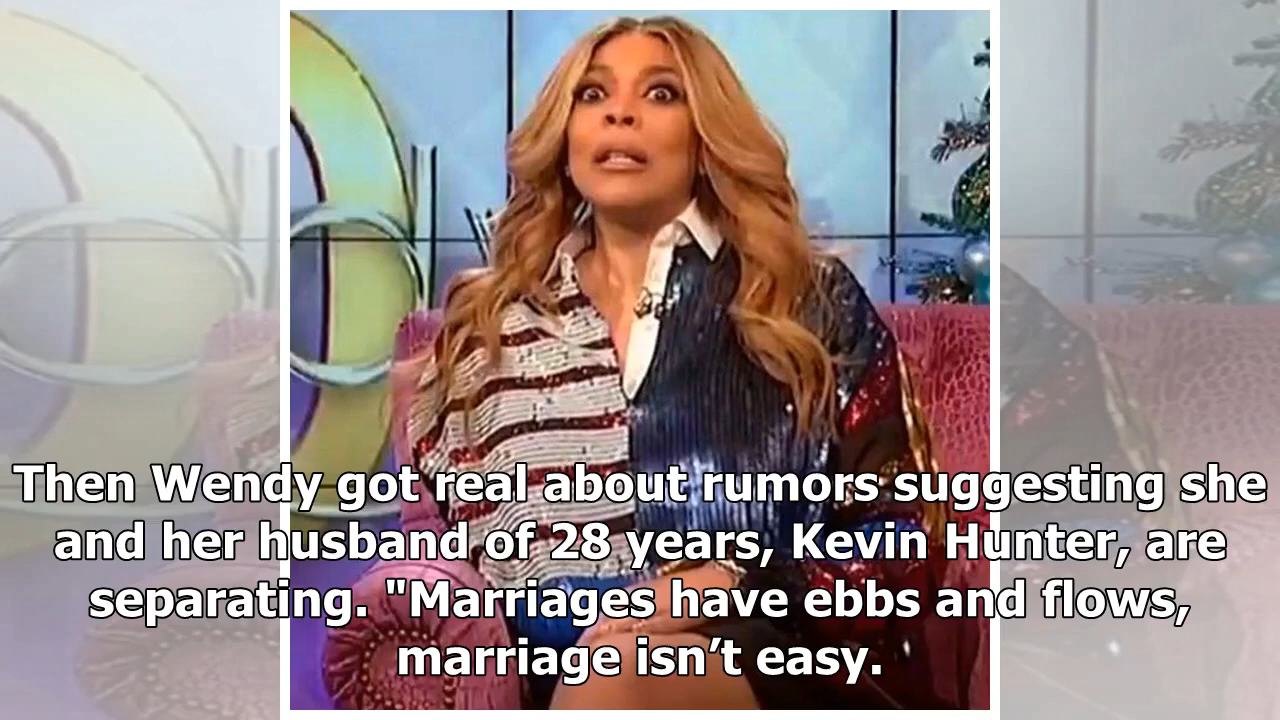 Then Wendy got real about rumors suggesting she
and her husband of 28 years, Kevin Hunter, are
separating. "Marriages have ebbs and flows,
marriage isn’t easy.